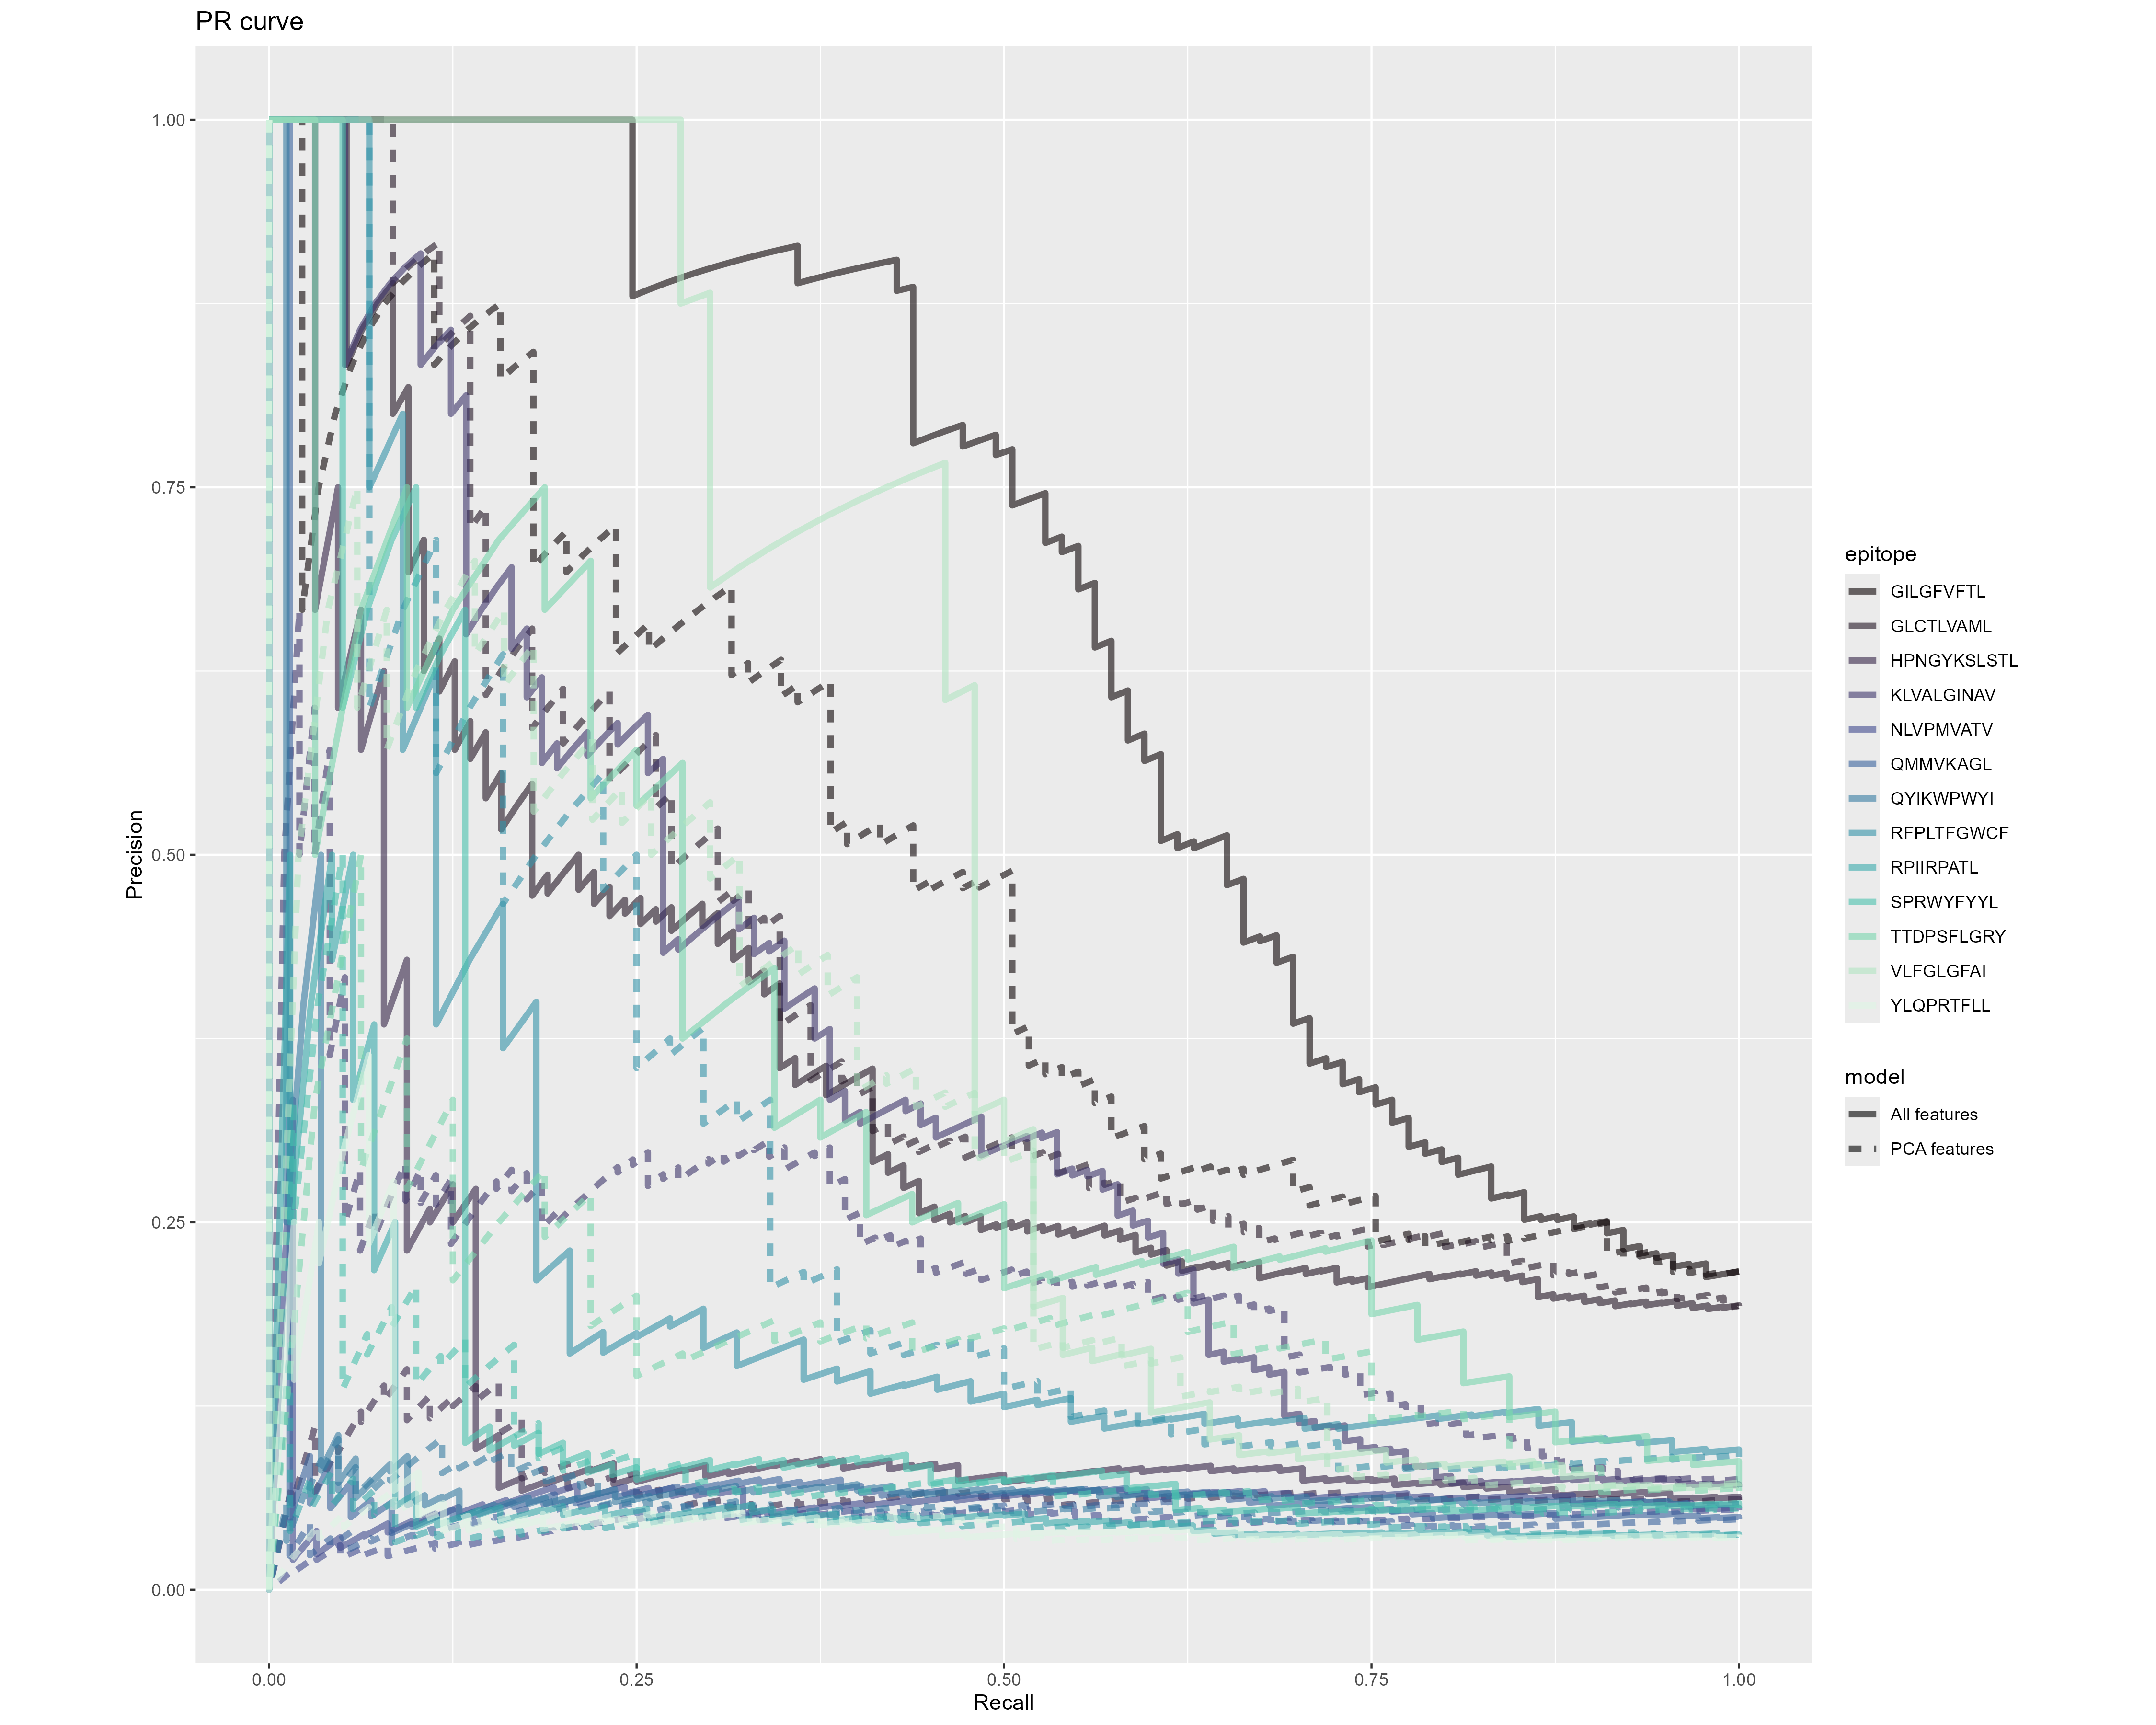 PR curve
1.00
0.75
0.50
0.25
0.00
Precision
0.00
0.25
0.50
0.75
1.00
Recall
epitope
GILGFVFTL
GLCTLVAML
HPNGYKSLSTL
KLVALGINAV
NLVPMVATV
QMMVKAGL
QYIKWPWYI
RFPLTFGWCF
RPIIRPATL
SPRWYFYYL
TTDPSFLGRY
VLFGLGFAI
YLQPRTFLL
model
All features
PCA features